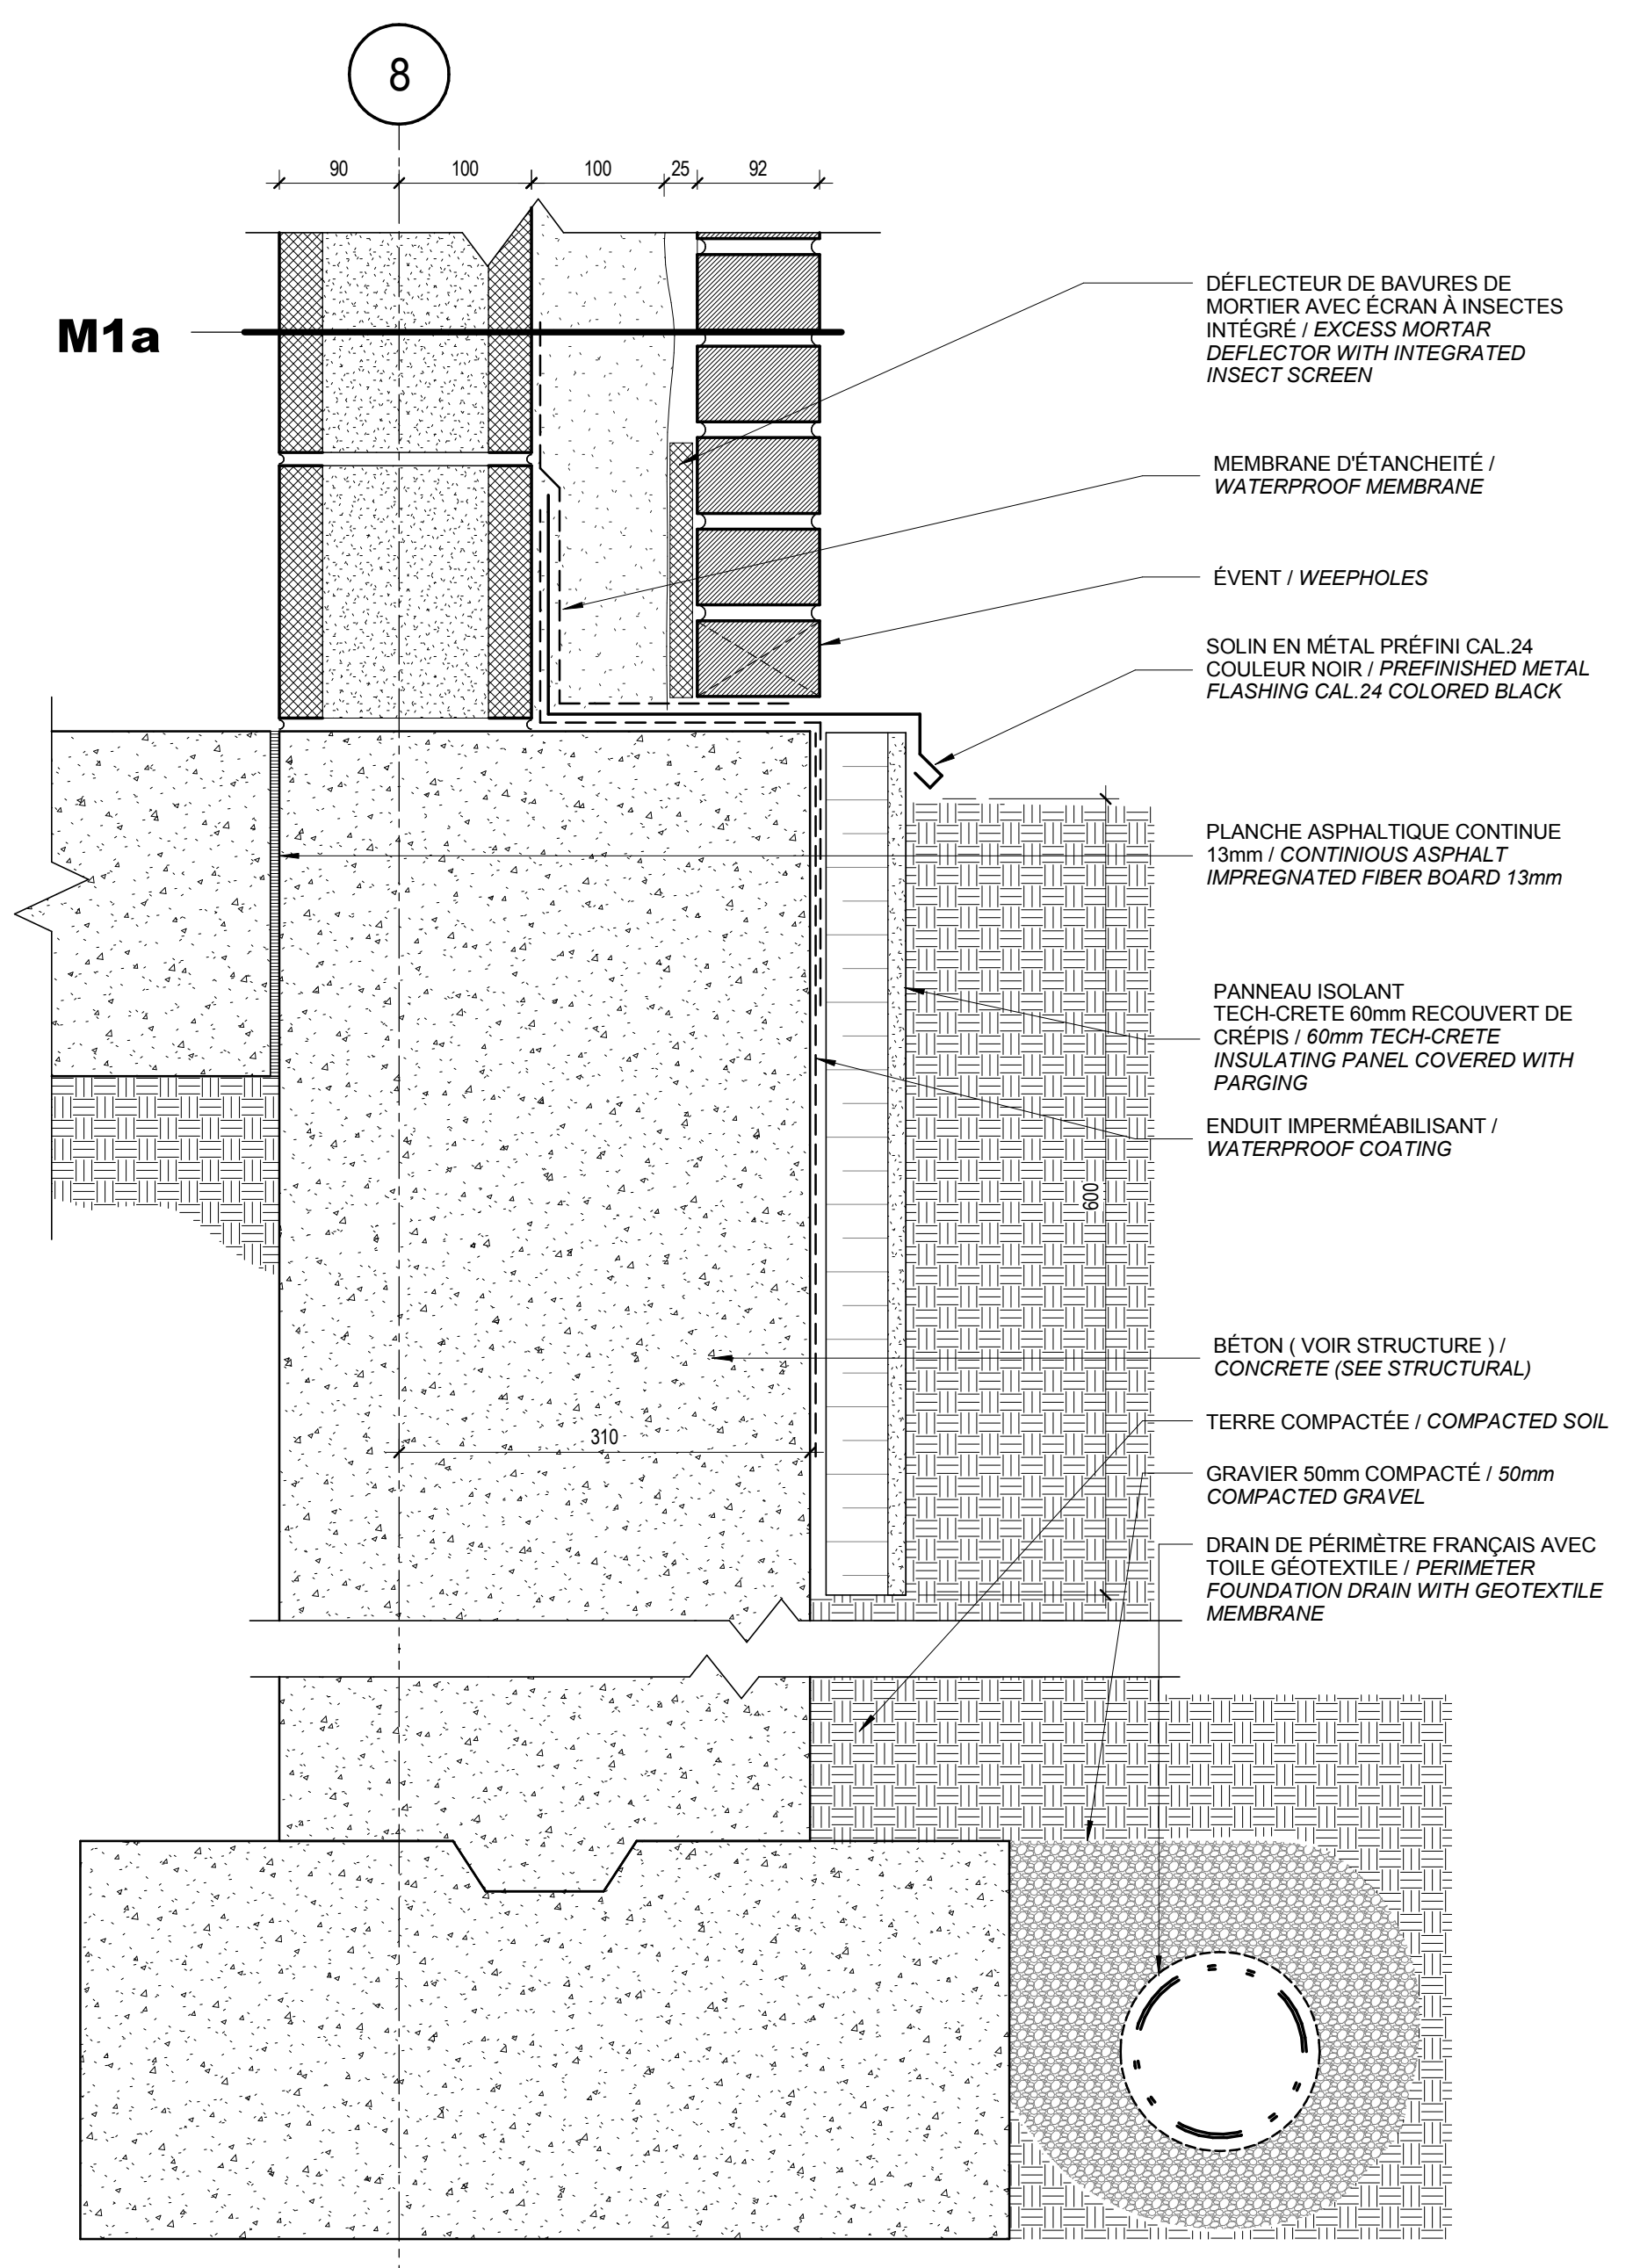 8
90
100
100
25
92
M1a
DÉFLECTEUR DE BAVURES DE
MORTIER AVEC ÉCRAN À INSECTES
INTÉGRÉ / EXCESS MORTAR
DEFLECTOR WITH INTEGRATED
INSECT SCREEN
MEMBRANE D'ÉTANCHEITÉ /
WATERPROOF MEMBRANE
ÉVENT / WEEPHOLES
SOLIN EN MÉTAL PRÉFINI CAL.24
COULEUR NOIR / PREFINISHED METAL
FLASHING CAL.24 COLORED BLACK
PLANCHE ASPHALTIQUE CONTINUE
13mm / CONTINIOUS ASPHALT
IMPREGNATED FIBER BOARD 13mm
PANNEAU ISOLANT
TECH-CRETE 60mm RECOUVERT DE
CRÉPIS / 60mm TECH-CRETE
INSULATING PANEL COVERED WITH
PARGING
ENDUIT IMPERMÉABILISANT /
WATERPROOF COATING
600
BÉTON ( VOIR STRUCTURE ) /
CONCRETE (SEE STRUCTURAL)
310
TERRE COMPACTÉE / COMPACTED SOIL
GRAVIER 50mm COMPACTÉ / 50mm
COMPACTED GRAVEL
DRAIN DE PÉRIMÈTRE FRANÇAIS AVEC
TOILE GÉOTEXTILE / PERIMETER
FOUNDATION DRAIN WITH GEOTEXTILE
MEMBRANE